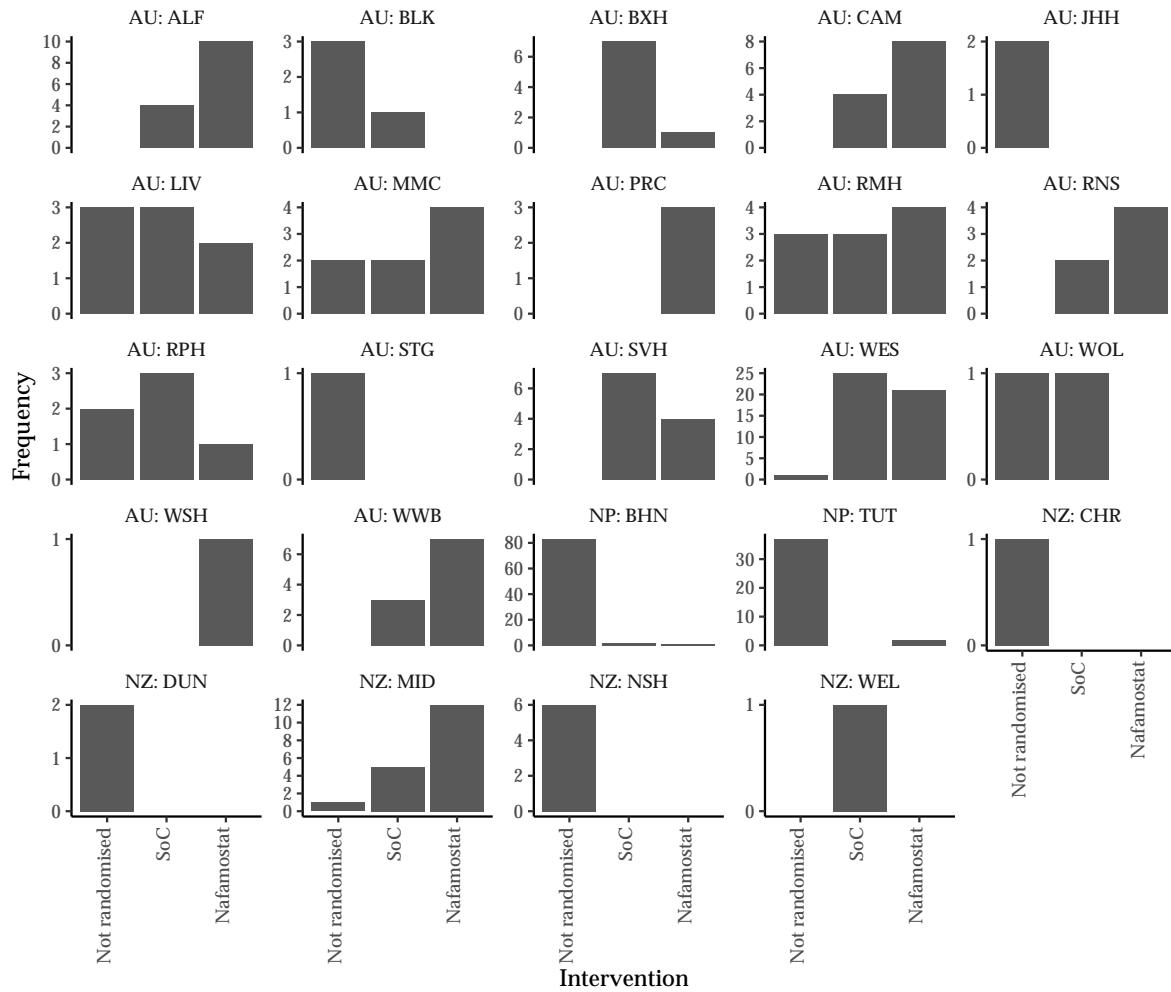 AU: ALF AU: BLK AU: BXH AU: CAM AU: JHH
10 8 6 4 2 0
3 2 1 0
6 4 2 0
8 6 4 2 0
2 1 0
AU: LIV AU: MMC AU: PRC AU: RMH AU: RNS
3 2 1 0
4 3 2 1 0
3 2 1 0
4 3 2 1 0
4 3 2 1 0
AU: RPH AU: STG AU: SVH AU: WES AU: WOL
3 2 1 0
1 0
6 4 2 0
25 20 15 10 5 0
1 0
AU: WSH AU: WWB NP: BHN NP: TUT NZ: CHR
1 0
6 4 2 0
80 60 40 20 0
30 20 10 0
1 0
NZ: DUN NZ: MID NZ: NSH NZ: WEL
2 1 0
12 10 8 6 4 2 0
6 4 2 0
1 0
Not randomised SoC Nafamostat
Not randomised SoC Nafamostat
Not randomised SoC Nafamostat
Not randomised SoC Nafamostat
Not randomised SoC Nafamostat
Frequency
Intervention